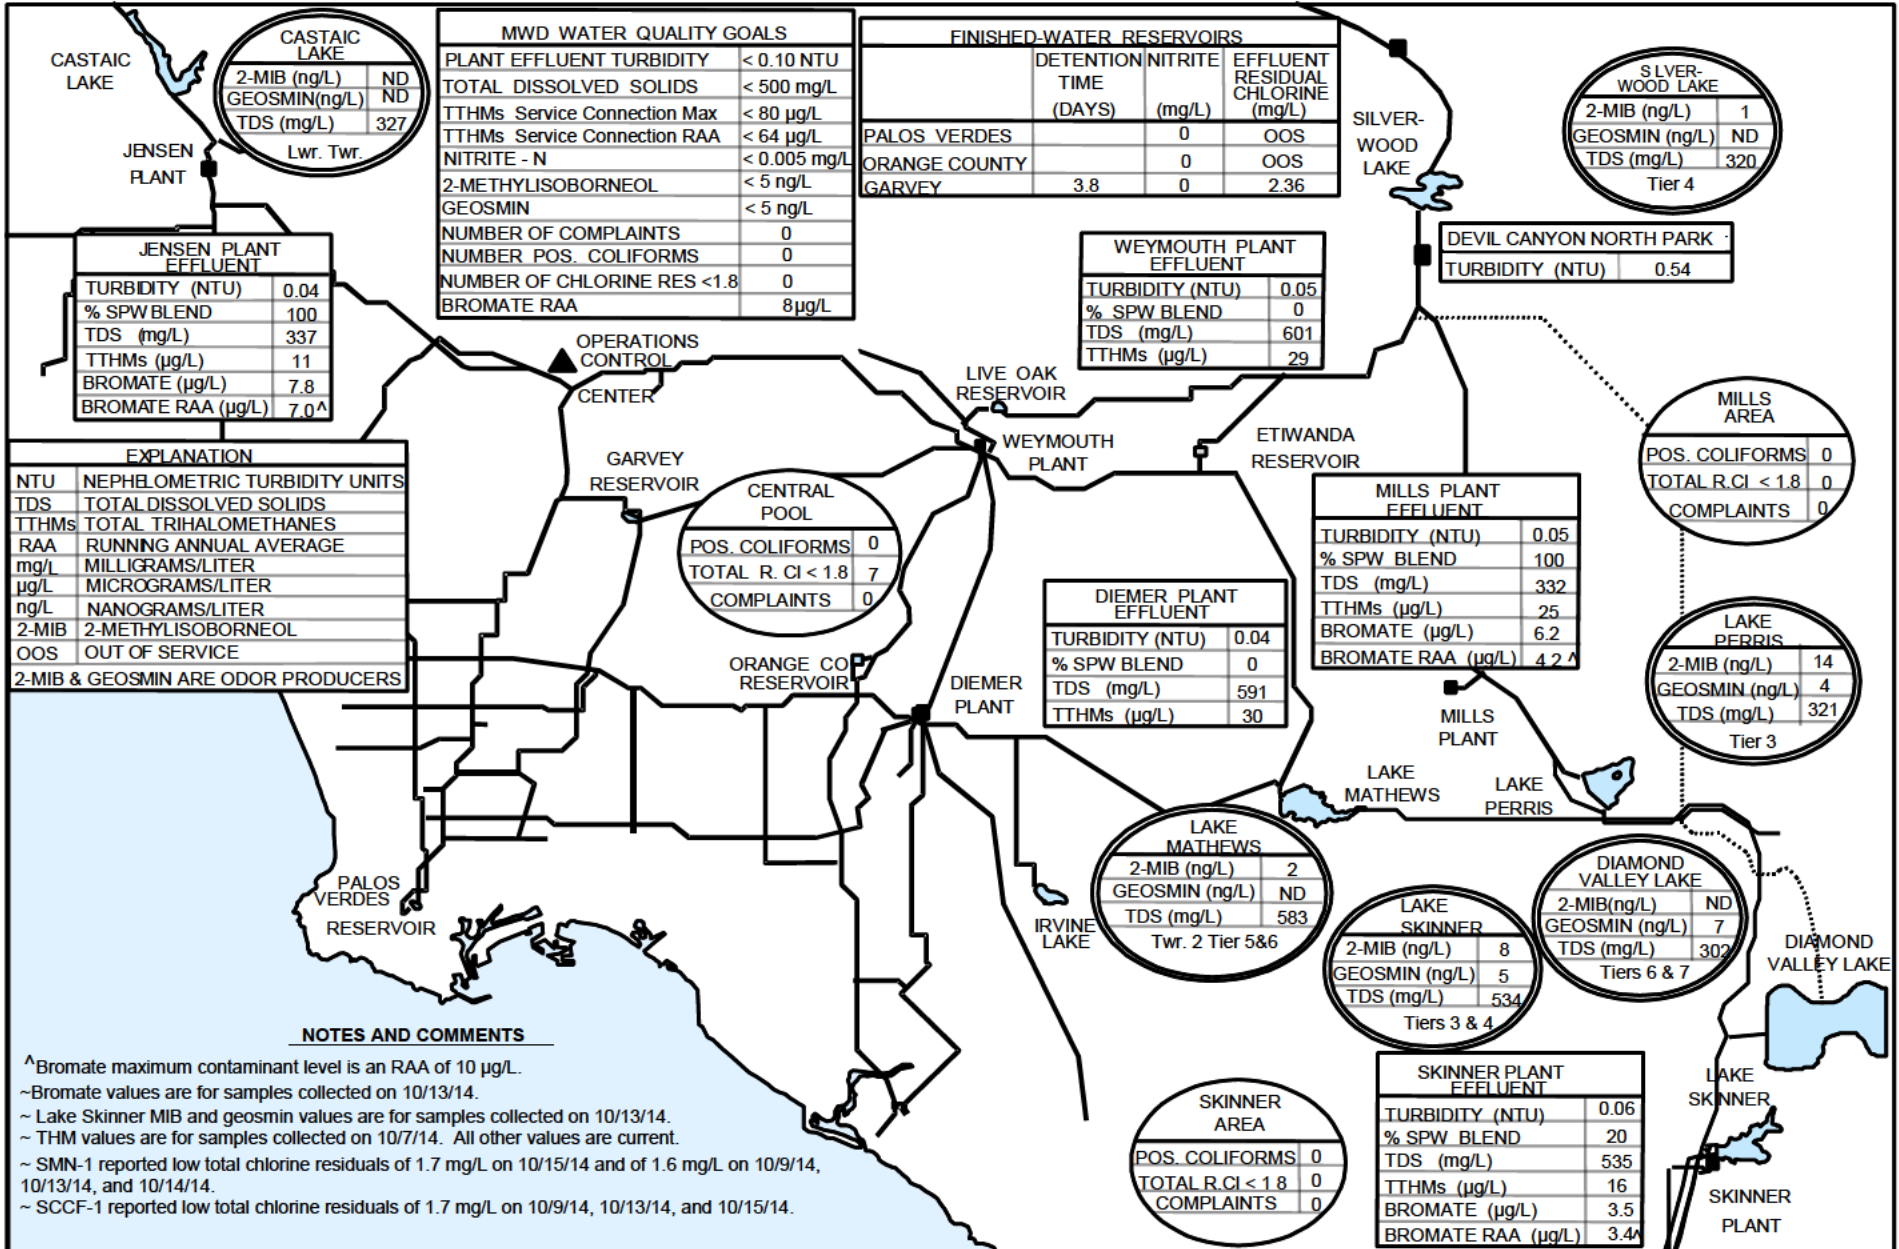 CASTAIC
LAKE
CASTAIC
LAKE
2-MIB (ng/L) ND
GEOSMIN(ng/L) ND
TDS (mg/L) 327
Lwr. Twr.
JENSEN
PLANT
MWD WATER QUALITY GOALS
PLANT EFFLUENT TURBIDITY < 0.10 NTU
TOTAL DISSOLVED SOLIDS < 500 mg/L
TTHMs Service Connection Max < 80 µg/L
TTHMs Service Connection RAA < 64 µg/L
NITRITE - N < 0.005 mg/L
2-METHYLISOBORNEOL < 5 ng/L
GEOSMIN < 5 ng/L
NUMBER OF COMPLAINTS 0
NUMBER POS. COLIFORMS 0
NUMBER OF CHLORINE RES <1.8 0
BROMATE RAA 8µg/L
FINISHED-WATER RESERVOIRS
DETENTION NITRITE EFFLUENT
TIME RESIDUAL
CHLORINE
(DAYS) (mg/L) (mg/L)
PALOS VERDES 0 OOS
ORANGE COUNTY 0 OOS
GARVEY 3.8 0 2.36
SILVER-
WOOD
LAKE
S LVER-
WOOD LAKE
2-MIB (ng/L) 1
GEOSMIN (ng/L) ND
TDS (mg/L) 320
Tier 4
DEVIL CANYON NORTH PARK
TURBIDITY (NTU) 0.54
JENSEN PLANT
EFFLUENT
TURBIDITY (NTU) 0.04
% SPW BLEND 100
TDS (mg/L) 337
TTHMs (µg/L) 11
BROMATE (µg/L) 7.8
BROMATE RAA (µg/L) 7.0^
WEYMOUTH PLANT
EFFLUENT
TURBIDITY (NTU) 0.05
% SPW BLEND 0
TDS (mg/L) 601
TTHMs (µg/L) 29
OPERATIONS
CONTROL
CENTER
LIVE OAK
RESERVOIR
WEYMOUTH
PLANT
ETIWANDA
RESERVOIR
MILLS
AREA
POS. COLIFORMS 0
TOTAL R.CI < 1.8 0
COMPLAINTS 0
EXPLANATION
NTU NEPHELOMETRIC TURBIDITY UNITS
TDS TOTAL DISSOLVED SOLIDS
TTHMs TOTAL TRIHALOMETHANES
RAA RUNNING ANNUAL AVERAGE
mg/L MILLIGRAMS/LITER
µg/L MICROGRAMS/LITER
ng/L NANOGRAMS/LITER
2-MIB 2-METHYLISOBORNEOL
OOS OUT OF SERVICE
2-MIB & GEOSMIN ARE ODOR PRODUCERS
GARVEY
RESERVOIR
CENTRAL
POOL
POS. COLIFORMS 0
TOTAL R. CI < 1.8 7
COMPLAINTS 0
MILLS PLANT
EFFLUENT
TURBIDITY (NTU) 0.05
% SPW BLEND 100
TDS (mg/L) 332
TTHMs (µg/L) 25
BROMATE (µg/L) 6.2
BROMATE RAA (µg/L) 4.2 ^
DIEMER PLANT
EFFLUENT
TURBIDITY (NTU) 0.04
% SPW BLEND 0
TDS (mg/L) 591
TTHMs (µg/L) 30
LAKE
PERRIS
2-MIB (ng/L) 14
GEOSMIN (ng/L) 4
TDS (mg/L) 321
Tier 3
ORANGE CO
RESERVOIR
DIEMER
PLANT
MILLS
PLANT
LAKE
MATHEWS
LAKE
PERRIS
LAKE
MATHEWS
2-MIB (ng/L) 2
GEOSMIN (ng/L) ND
TDS (mg/L) 583
Twr. 2 Tier 5&6
DIAMOND
VALLEY LAKE
2-MIB(ng/L) ND
GEOSMIN (ng/L) 7
TDS (mg/L) 302
Tiers 6 & 7
PALOS
VERDES
RESERVOIR
IRVINE
LAKE
LAKE
SKINNER
2-MIB (ng/L) 8
GEOSMIN (ng/L) 5
TDS (mg/L) 534
Tiers 3 & 4
DIAMOND
VALLEY LAKE
NOTES AND COMMENTS
^Bromate maximum contaminant level is an RAA of 10 µg/L.
~Bromate values are for samples collected on 10/13/14.
~ Lake Skinner MIB and geosmin values are for samples collected on 10/13/14.
~ THM values are for samples collected on 10/7/14. All other values are current.
~ SMN-1 reported low total chlorine residuals of 1.7 mg/L on 10/15/14 and of 1.6 mg/L on 10/9/14,
10/13/14, and 10/14/14.
~ SCCF-1 reported low total chlorine residuals of 1.7 mg/L on 10/9/14, 10/13/14, and 10/15/14.
SKINNER
AREA
POS. COLIFORMS 0
TOTAL R.CI < 1 8 0
COMPLAINTS 0
SKINNER PLANT
EFFLUENT
TURBIDITY (NTU) 0.06
% SPW BLEND 20
TDS (mg/L) 535
TTHMs (µg/L) 16
BROMATE (µg/L) 3.5
BROMATE RAA (µg/L) 3.4^
LAKE
SKINNER
SKINNER
PLANT